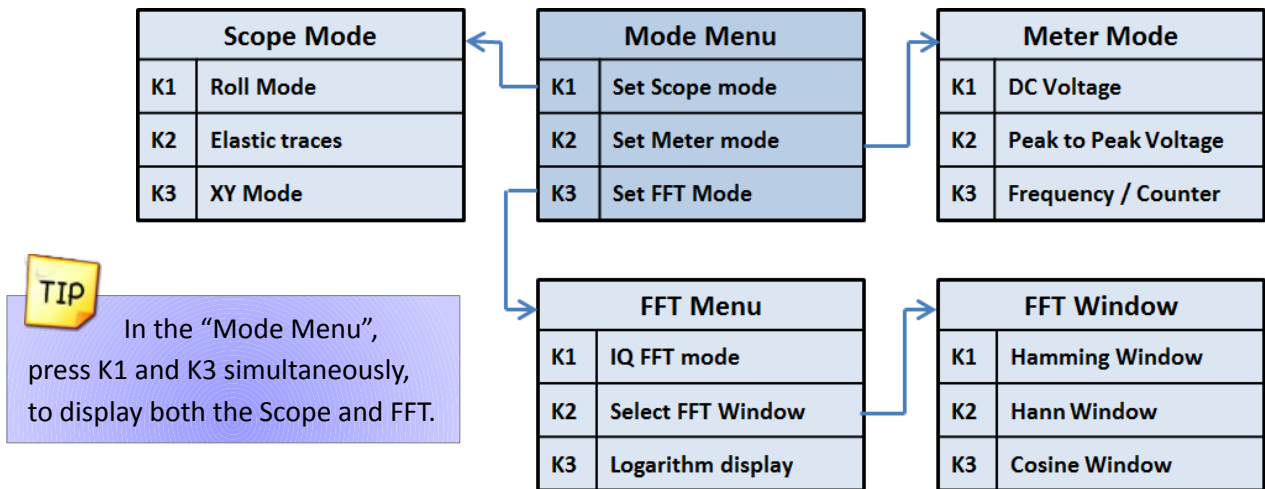 Scope Mode
K1 Roll Mode
K2 Elastic traces
K3 XY Mode
Mode Menu
K1 Set Scope mode
K2 Set Meter mode
K3 Set FFT Mode
Meter Mode
K1 DC Voltage
K2 Peak to Peak Voltage
K3 Frequency / Counter
TIP
In the “Mode Menu”,
press K1 and K3 simultaneously,
to display both the Scope and FFT.
FFT Menu
K1 IQ FFT mode
K2 Select FFT Window
K3 Logarithm display
FFT Window
K1 Hamming Window
K2 Hann Window
K3 Cosine Window